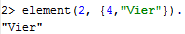 2> element(2, {4,"Vier"}).
"Vier"